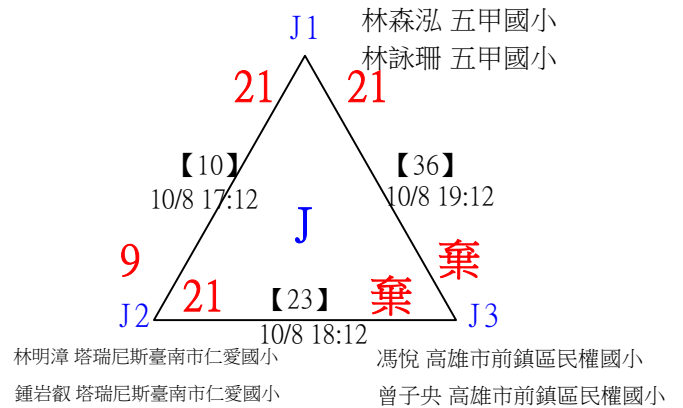 J1
林森泓 五甲國小
林詠珊 五甲國小
21
21
【10】
10/8 17:12
【36】
10/8 19:12
J
9
棄
21
【23】
棄
J2
10/8 18:12
J3
林明漳 塔瑞尼斯臺南市仁愛國小
馮悅 高雄市前鎮區民權國小
鍾岩叡 塔瑞尼斯臺南市仁愛國小
曾子央 高雄市前鎮區民權國小